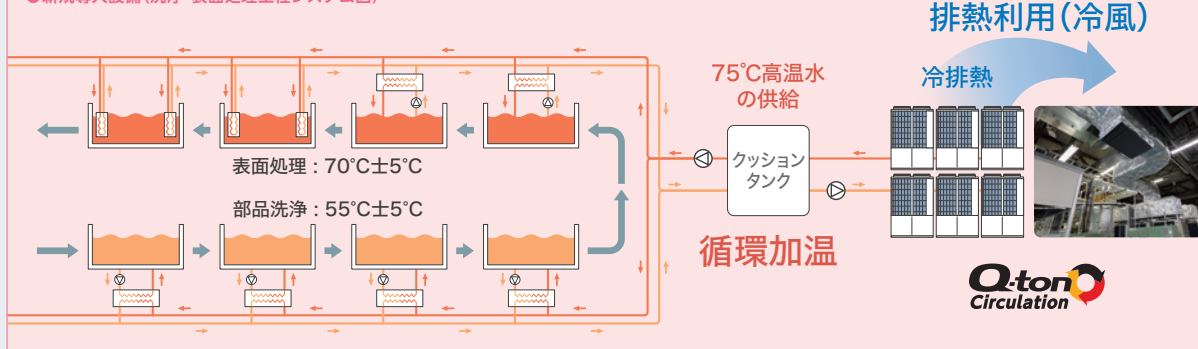 排熱利用(冷風)
冷排熱
75℃高温水
の供給
クッション
タンク
表面処理:70℃±5℃
部品洗浄:55℃±5℃
循環加温
Q-ton
Circulation